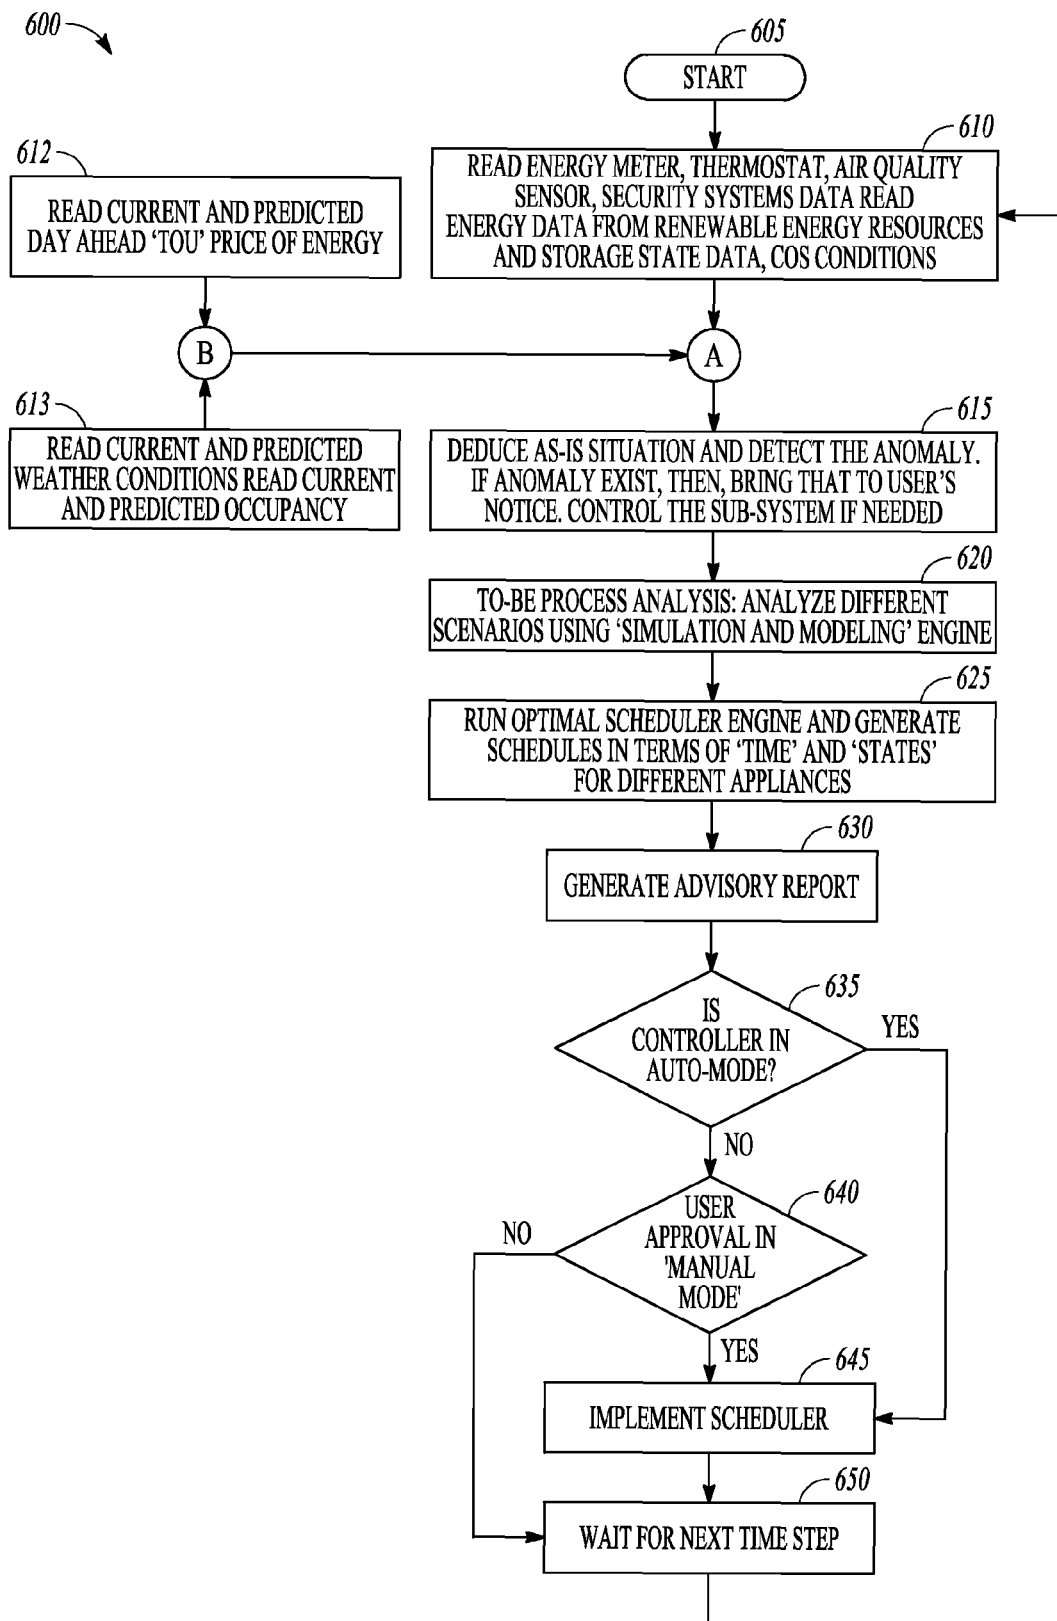 600
605
START
610
READ ENERGY METER, THERMOSTAT, AIR QUALITY
SENSOR, SECURITY SYSTEMS DATA READ
ENERGY DATA FROM RENEWABLE ENERGY RESOURCES
AND STORAGE STATE DATA, COS CONDITIONS
612
READ CURRENT AND PREDICTED
DAY AHEAD ‘TOU’ PRICE OF ENERGY
B
A
613
READ CURRENT AND PREDICTED
WEATHER CONDITIONS READ CURRENT
AND PREDICTED OCCUPANCY
615
DEDUCE AS-IS SITUATION AND DETECT THE ANOMALY.
IF ANOMALY EXIST, THEN, BRING THAT TO USER’S
NOTICE. CONTROL THE SUB-SYSTEM IF NEEDED
620
TO-BE PROCESS ANALYSIS: ANALYZE DIFFERENT
SCENARIOS USING ‘SIMULATION AND MODELING’ ENGINE
625
RUN OPTIMAL SCHEDULER ENGINE AND GENERATE
SCHEDULES IN TERMS OF ‘TIME’ AND ‘STATES’
FOR DIFFERENT APPLIANCES
630
GENERATE ADVISORY REPORT
635
IS
CONTROLLER IN
AUTO-MODE?
YES
NO
640
USER
APPROVAL IN
'MANUAL
MODE'
NO
YES
645
IMPLEMENT SCHEDULER
650
WAIT FOR NEXT TIME STEP